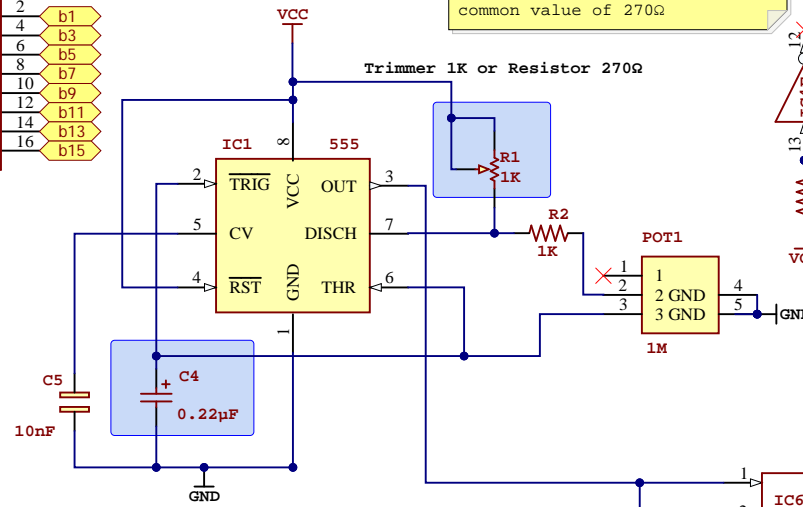 common value of 270Ω
2 b1
4 b3
6 b5
8 b7
10 b9
12 b11
14 b13
16 b15
VCC
Trimmer 1K or Resistor 270Ω
12
IC1 555
8
R1
1K
2 TRIG VCC OUT 3
5 CV DISCH 7
4 RST GND THR 6
1
R2
1K
13
POT1
1 1
2 2 GND 4
3 3 GND 5
GND
1M
C5
10nF
+ C4
0.22µF
GND
1
IC6